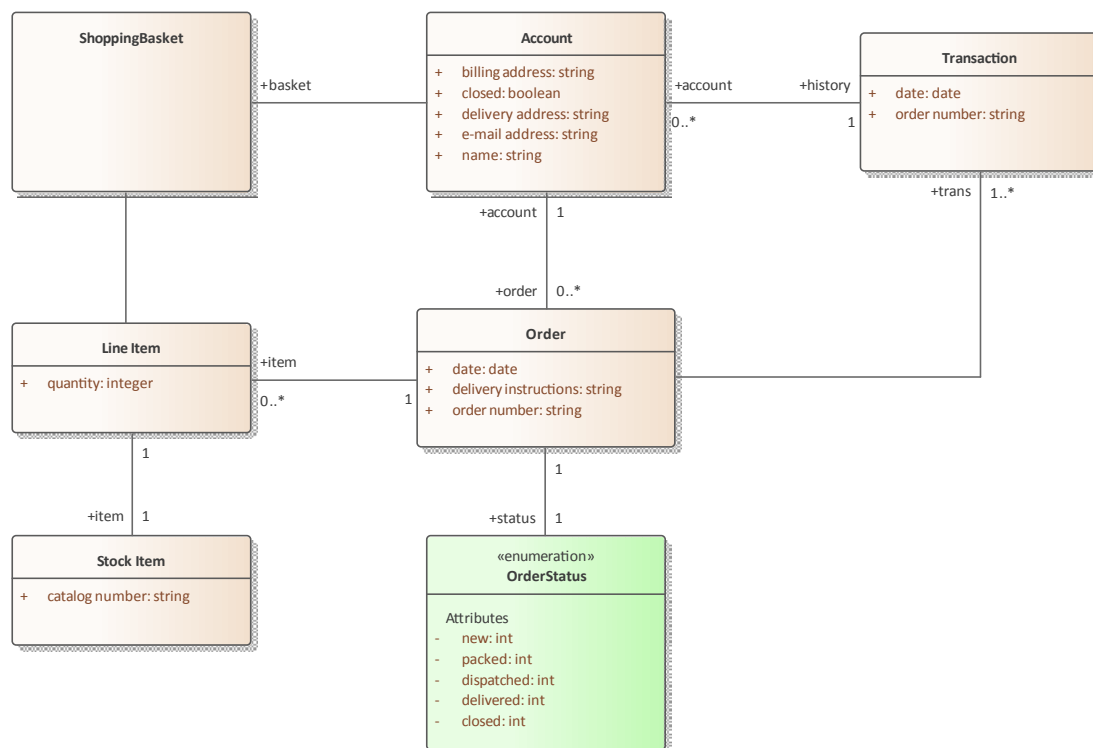 ShoppingBasket
Account
+ billing address: string
+ closed: boolean
+ delivery address: string
+ e-mail address: string
+ name: string
Transaction
+ date: date
+ order number: string
+basket
+account
0..*
+history
1
+account
1
+order
0..*
+trans
1..*
Line Item
+ quantity: integer
+item
0..*
1
Order
+ date: date
+ delivery instructions: string
+ order number: string
1
+item
1
1
+status
1
Stock Item
+ catalog number: string
«enumeration»
OrderStatus
Attributes
- new: int
- packed: int
- dispatched: int
- delivered: int
- closed: int